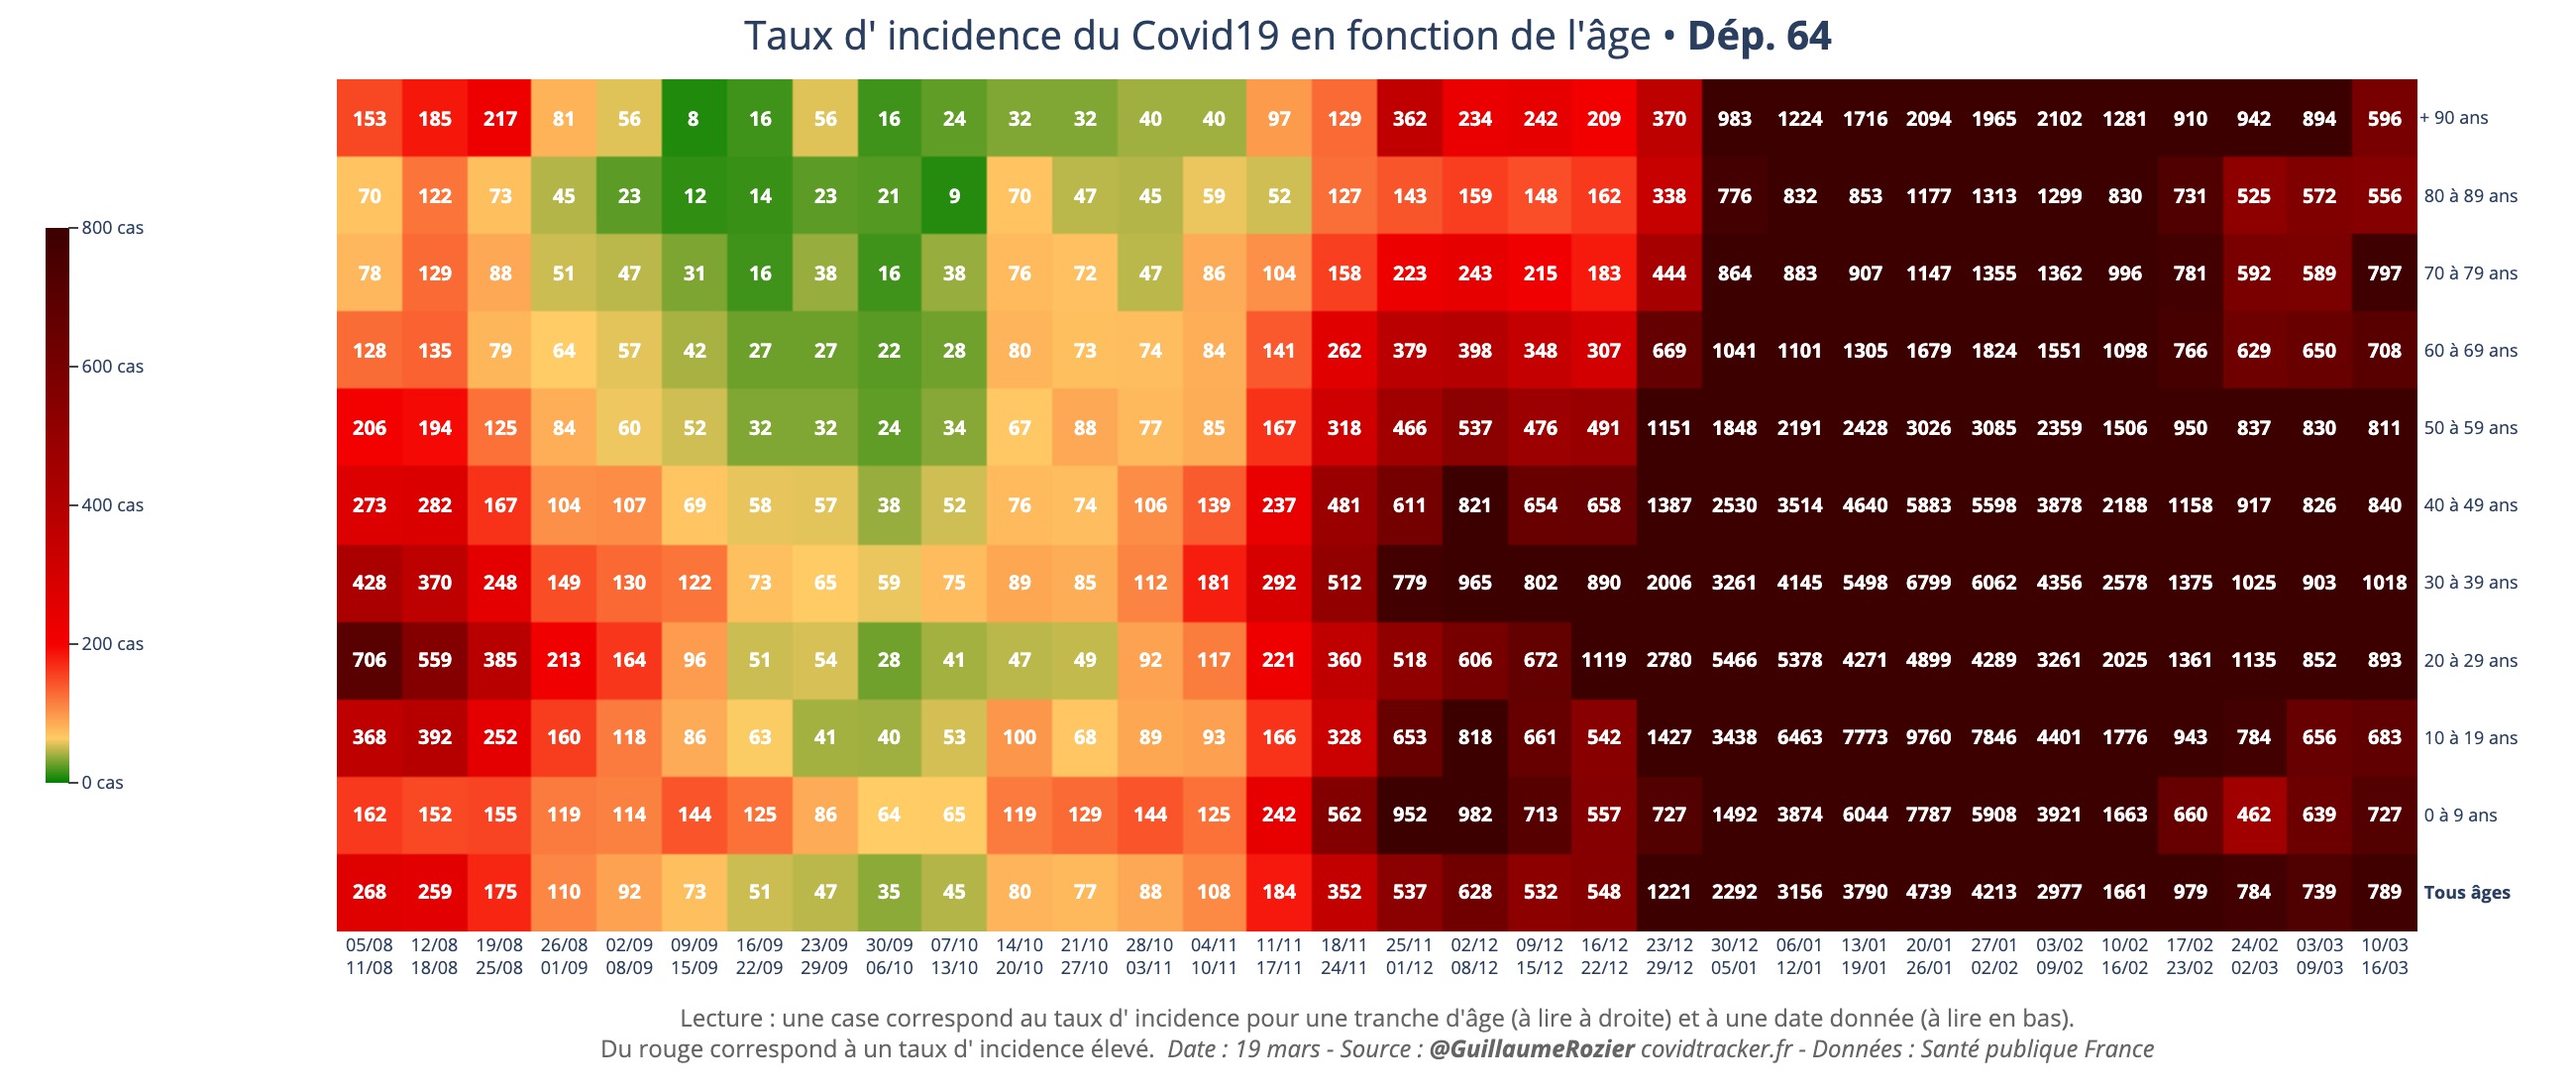 Taux d' incidence du Covid19 en fonction de l'âge • Dép. 64
800 cas
600 cas
400 cas
200 cas
0 cas
153 185 217 81 56 8 16 56 16 24 32 32 40 40 97 129 362 234 242 209 370 983 1224 1716 2094 1965 2102 1281 910 942 894 596 + 90 ans
70 122 73 45 23 12 14 23 21 9 70 47 45 59 52 127 143 159 148 162 338 776 832 853 1177 1313 1299 830 731 525 572 556 80 à 89 ans
78 129 88 51 47 31 16 38 16 38 76 72 47 86 104 158 223 243 215 183 444 864 883 907 1147 1355 1362 996 781 592 589 797 70 à 79 ans
128 135 79 64 57 42 27 27 22 28 80 73 74 84 141 262 379 398 348 307 669 1041 1101 1305 1679 1824 1551 1098 766 629 650 708 60 à 69 ans
206 194 125 84 60 52 32 32 24 34 67 88 77 85 167 318 466 537 476 491 1151 1848 2191 2428 3026 3085 2359 1506 950 837 830 811 50 à 59 ans
273 282 167 104 107 69 58 57 38 52 76 74 106 139 237 481 611 821 654 658 1387 2530 3514 4640 5883 5598 3878 2188 1158 917 826 840 40 à 49 ans
428 370 248 149 130 122 73 65 59 75 89 85 112 181 292 512 779 965 802 890 2006 3261 4145 5498 6799 6062 4356 2578 1375 1025 903 1018 30 à 39 ans
706 559 385 213 164 96 51 54 28 41 47 49 92 117 221 360 518 606 672 1119 2780 5466 5378 4271 4899 4289 3261 2025 1361 1135 852 893 20 à 29 ans
368 392 252 160 118 86 63 41 40 53 100 68 89 93 166 328 653 818 661 542 1427 3438 6463 7773 9760 7846 4401 1776 943 784 656 683 10 à 19 ans
162 152 155 119 114 144 125 86 64 65 119 129 144 125 242 562 952 982 713 557 727 1492 3874 6044 7787 5908 3921 1663 660 462 639 727 0 à 9 ans
268 259 175 110 92 73 51 47 35 45 80 77 88 108 184 352 537 628 532 548 1221 2292 3156 3790 4739 4213 2977 1661 979 784 739 789 Tous âges
05/08 12/08 19/08 26/08 02/09 09/09 16/09 23/09 30/09 07/10 14/10 21/10 28/10 04/11 11/11 18/11 25/11 02/12 09/12 16/12 23/12 30/12 06/01 13/01 20/01 27/01 03/02 10/02 17/02 24/02 03/03 10/03
11/08 18/08 25/08 01/09 08/09 15/09 22/09 29/09 06/10 13/10 20/10 27/10 03/11 10/11 17/11 24/11 01/12 08/12 15/12 22/12 29/12 05/01 12/01 19/01 26/01 02/02 09/02 16/02 23/02 02/03 09/03 16/03
Lecture : une case correspond au taux d' incidence pour une tranche d'âge (à lire à droite) et à une date donnée (à lire en bas).
Du rouge correspond à un taux d' incidence élevé. Date : 19 mars - Source : @GuillaumeRozier covidtracker.fr - Données : Santé publique France